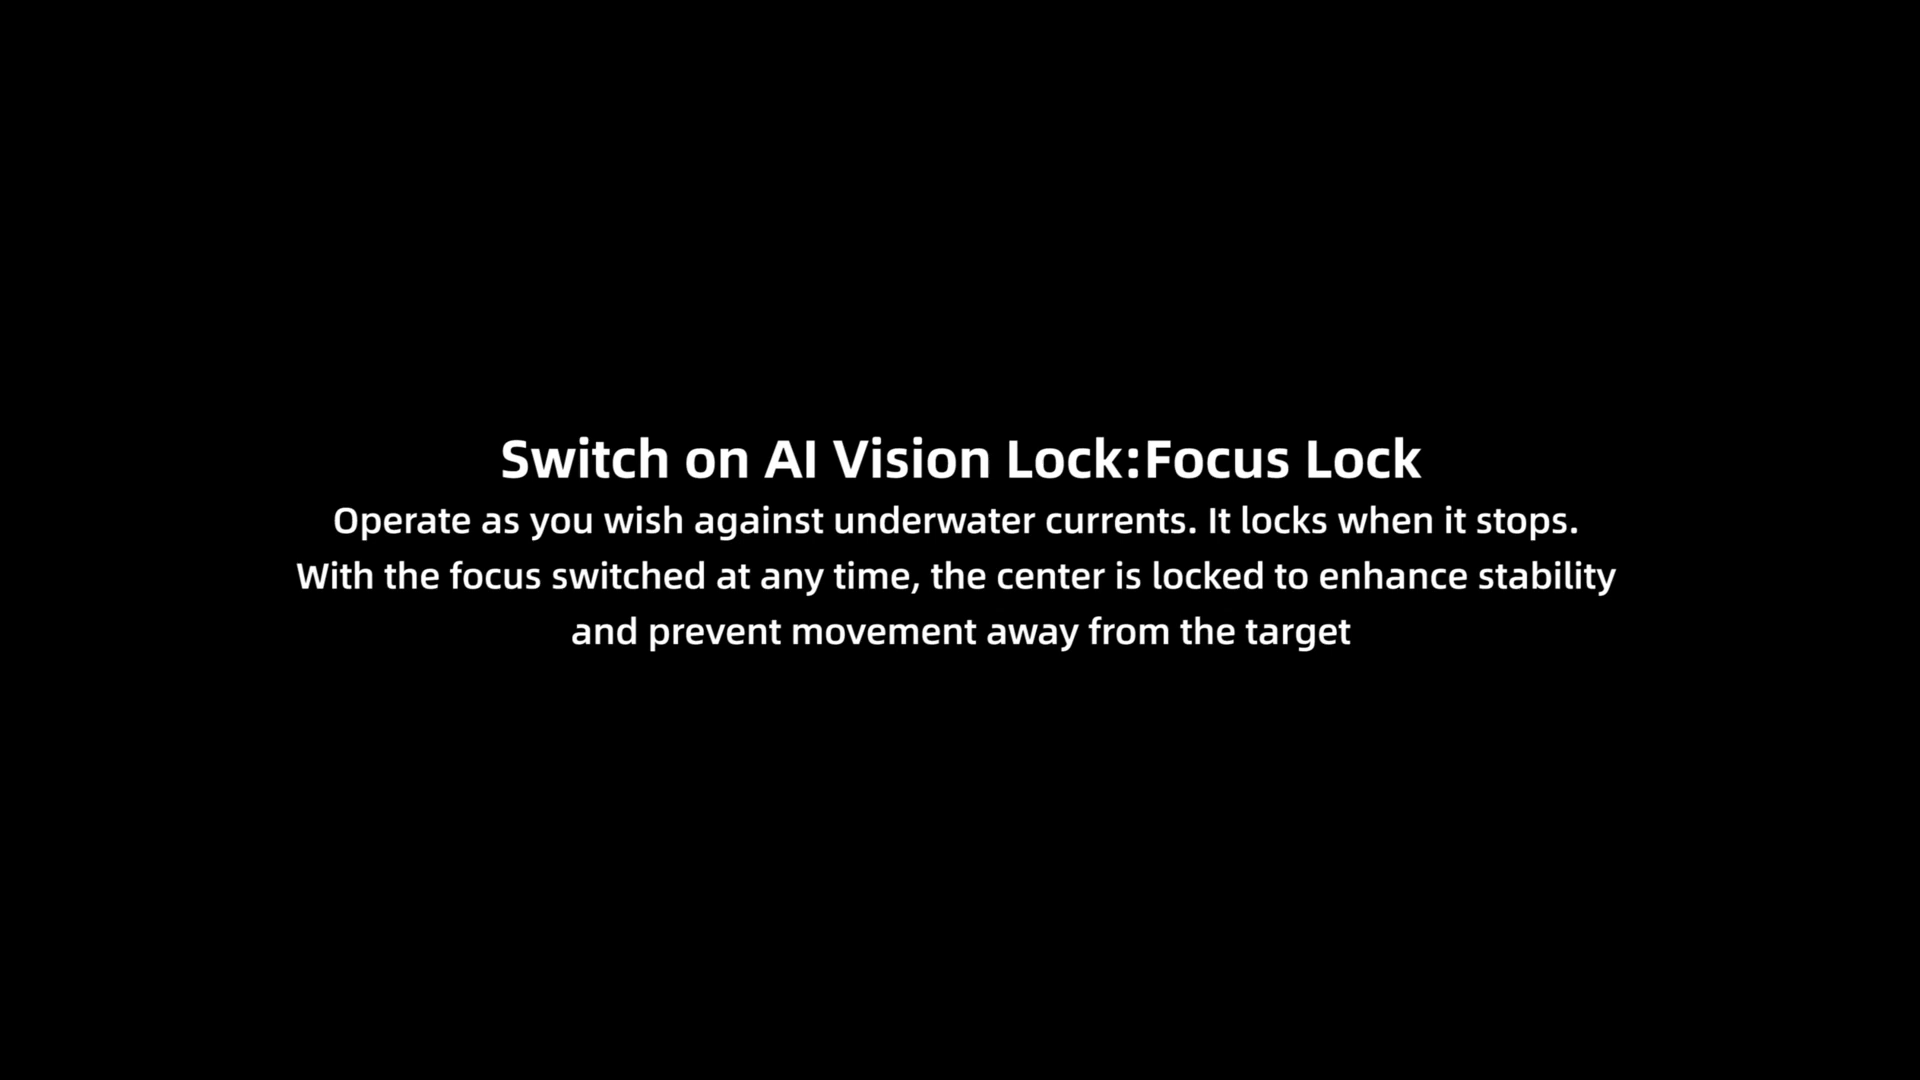 Switch on AI Vision Lock:Focus Lock
Operate as you wish against underwater currents. It locks when it stops.
With the focus switched at any time, the center is locked to enhance stability
and prevent movement away from the target